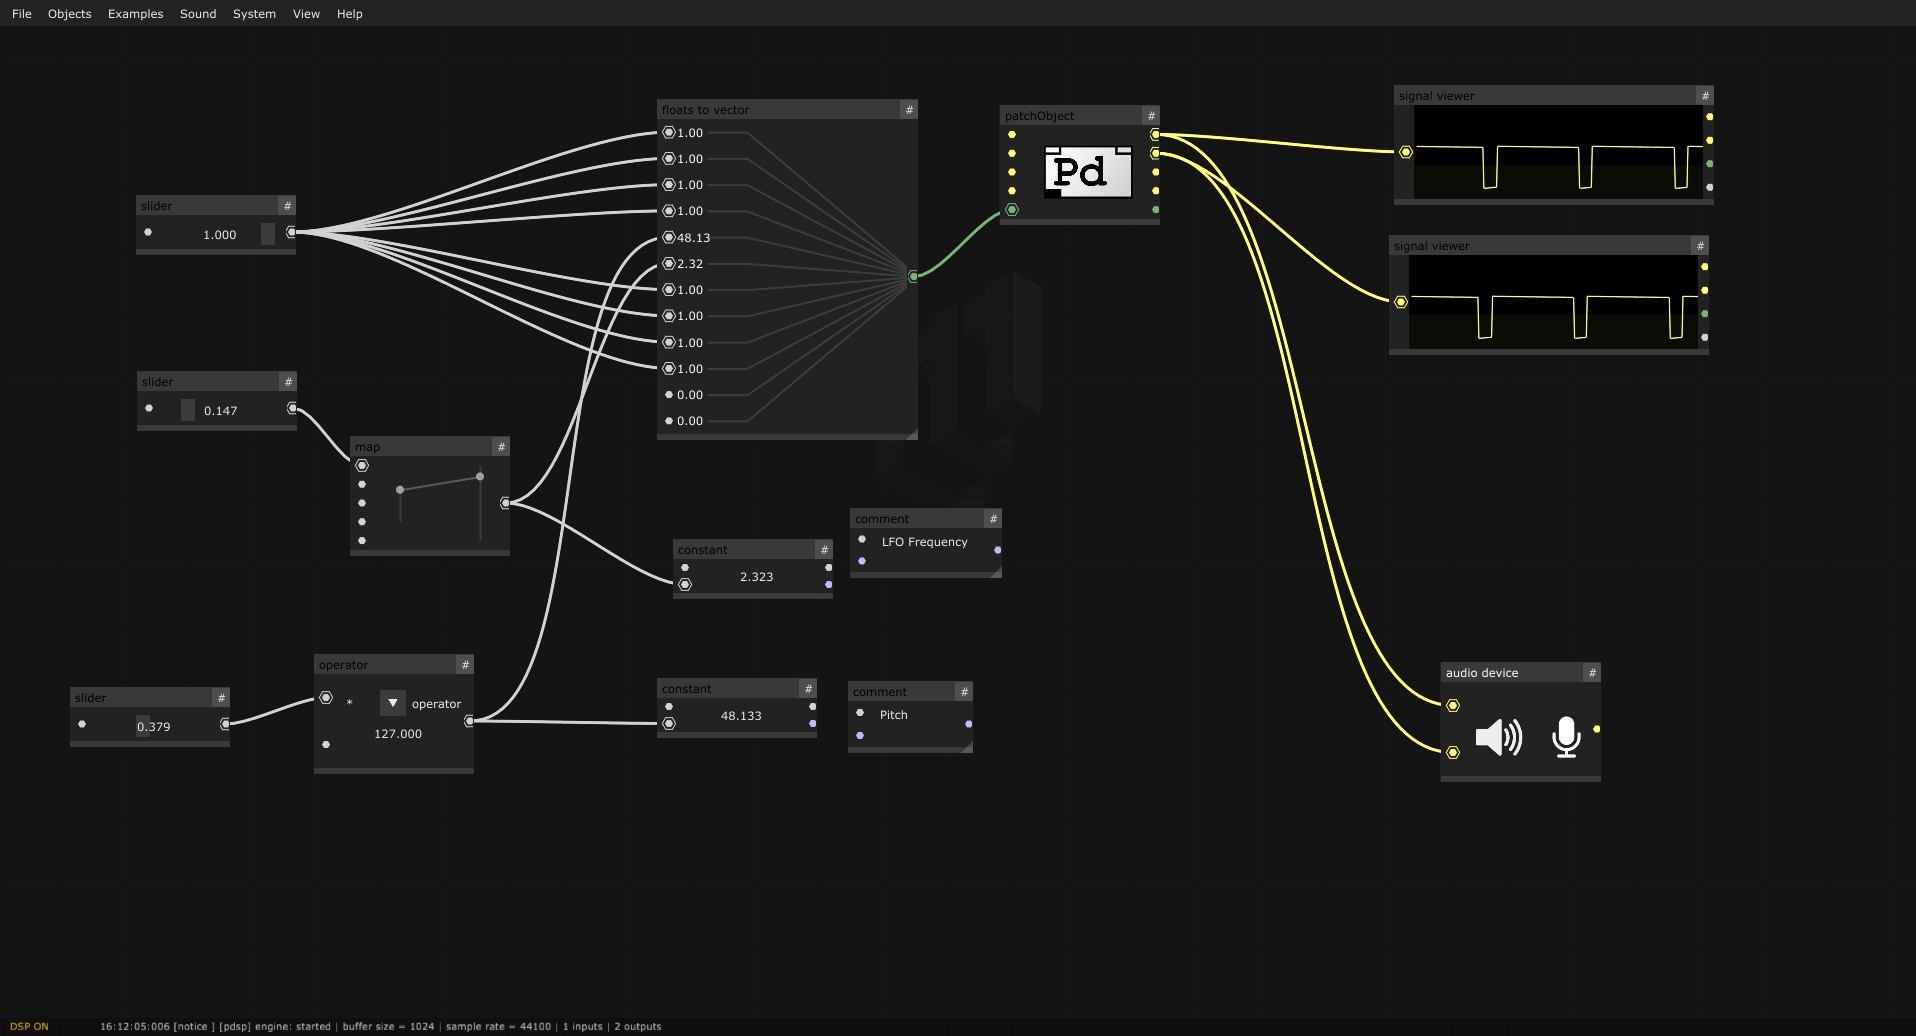 File Objects Examples Sound System View Help
signal viewer #
floats to vector #
patchObject #
1.00
1.00
1.00
1.00
48.13
2.32
1.00
1.00
1.00
1.00
0.00
0.00
Pd
slider #
1.000
signal viewer #
slider #
0.147
map #
comment #
LFO Frequency
constant #
2.323
operator #
* ▼ operator
127.000
audio device #
constant #
48.133
comment #
Pitch
slider #
0.379
DSP ON 16:12:05:006 [notice ] [pdsp] engine: started | buffer size = 1024 | sample rate = 44100 | 1 inputs | 2 outputs